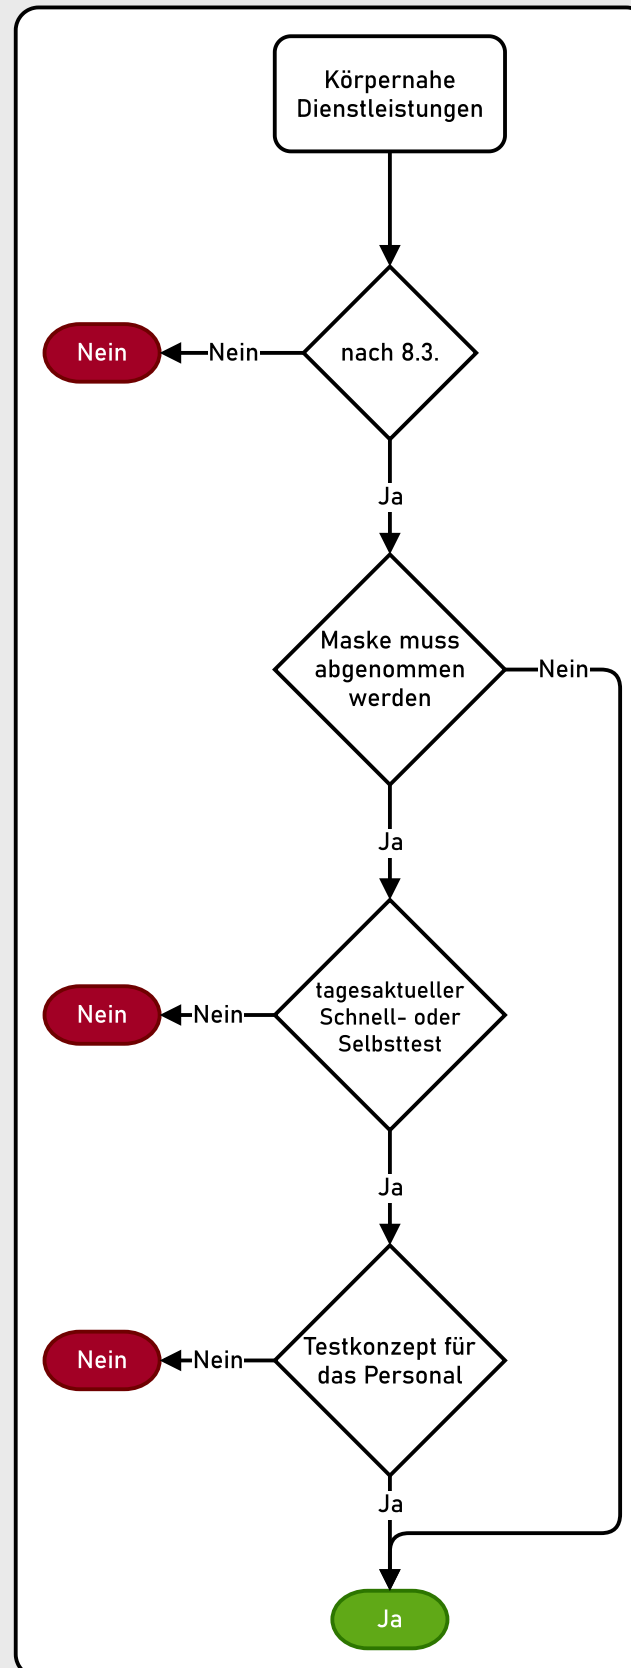 Körpernahe
Dienstleistungen
nach 8.3.
Nein
Nein
Ja
Maske muss
abgenommen
werden
Nein
Ja
tagesaktueller
Schnell- oder
Selbsttest
Nein
Nein
Ja
Testkonzept für
das Personal
Nein
Nein
Ja
Ja